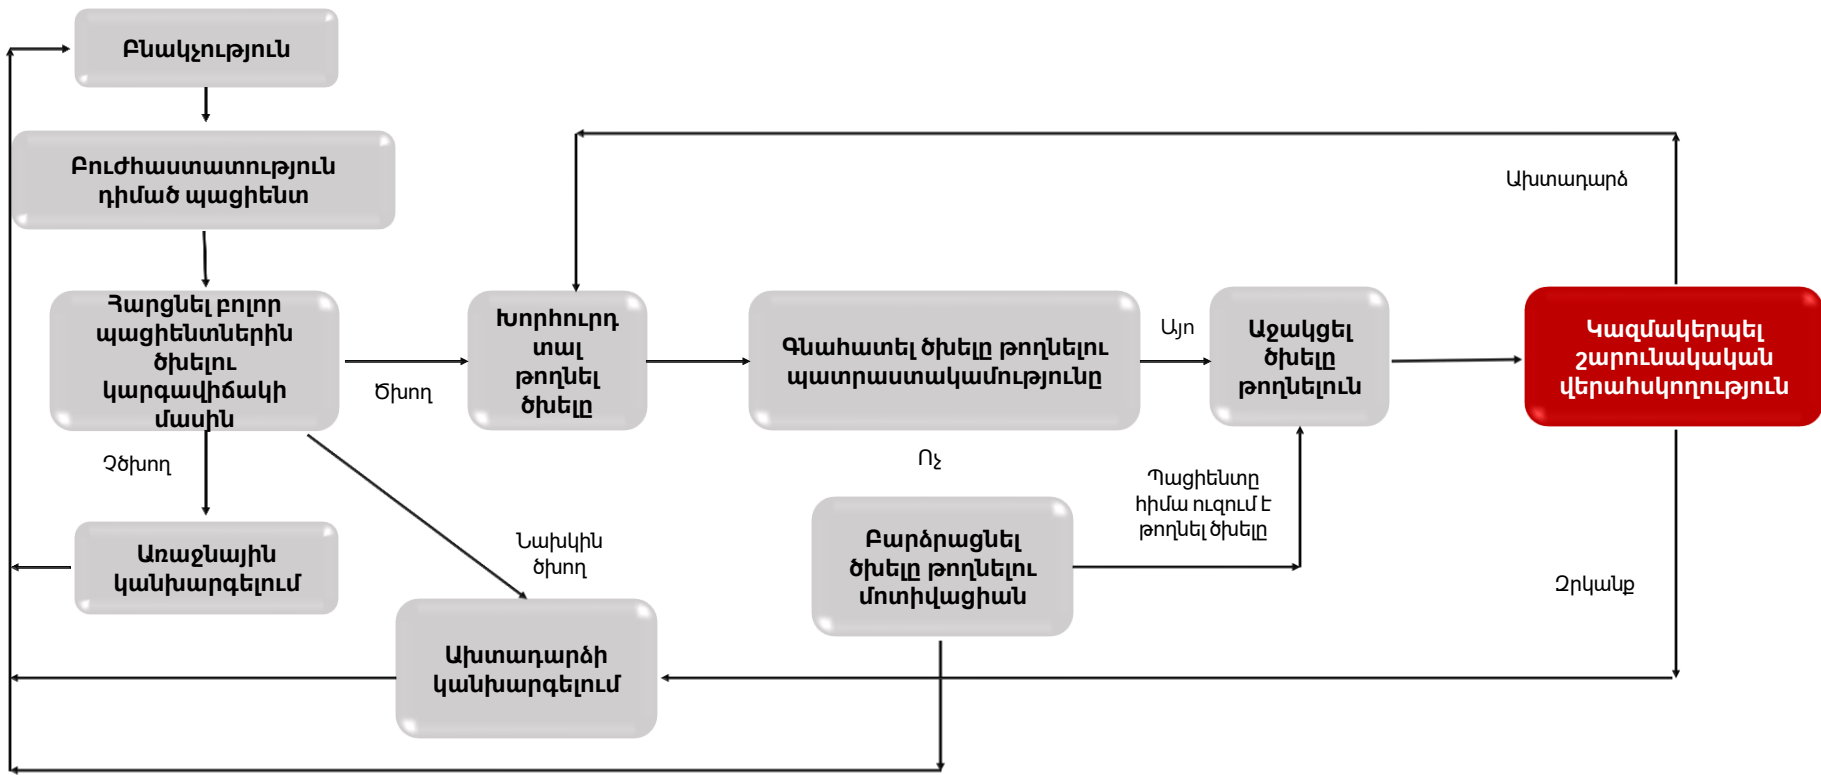 Բնակչություն
Բուժհաստատություն
դիմած պացիենտ
Ախտադարձ
Հարցնել բոլոր
պացիենտներին
ծխելու
կարգավիճակի
մասին
Ծխող
Խորհուրդ
տալ
թողնել
ծխելը
Գնահատել ծխելը թողնելու
պատրաստակամությունը
Այո
Աջակցել
ծխելը
թողնելուն
Կազմակերպել
շարունակական
վերահսկողություն
Չծխող
Ոչ
Պացիենտը
հիմա ուզում է
թողնել ծխելը
Նախկին
ծխող
Առաջնային
կանխարգելում
Բարձրացնել
ծխելը թողնելու
մոտիվացիան
Զրկանք
Ախտադարձի
կանխարգելում